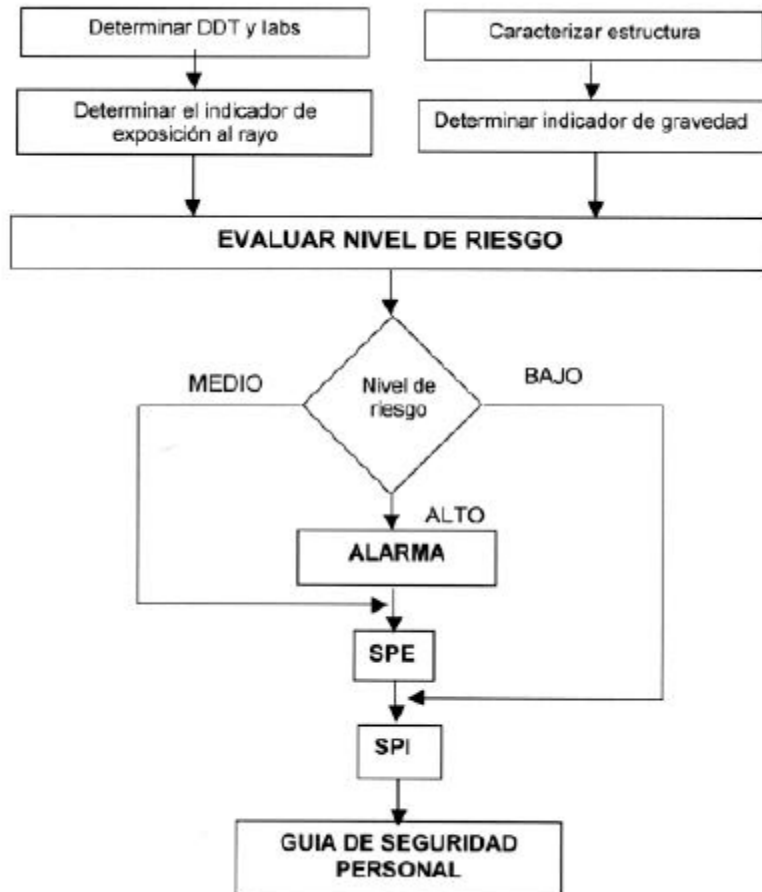 Determinar DDT y Iabs
Caracterizar estructura
Determinar el indicador de
exposición al rayo
Determinar indicador de gravedad
EVALUAR NIVEL DE RIESGO
MEDIO
Nivel de
riesgo
BAJO
ALTO
ALARMA
SPE
SPI
GUIA DE SEGURIDAD
PERSONAL